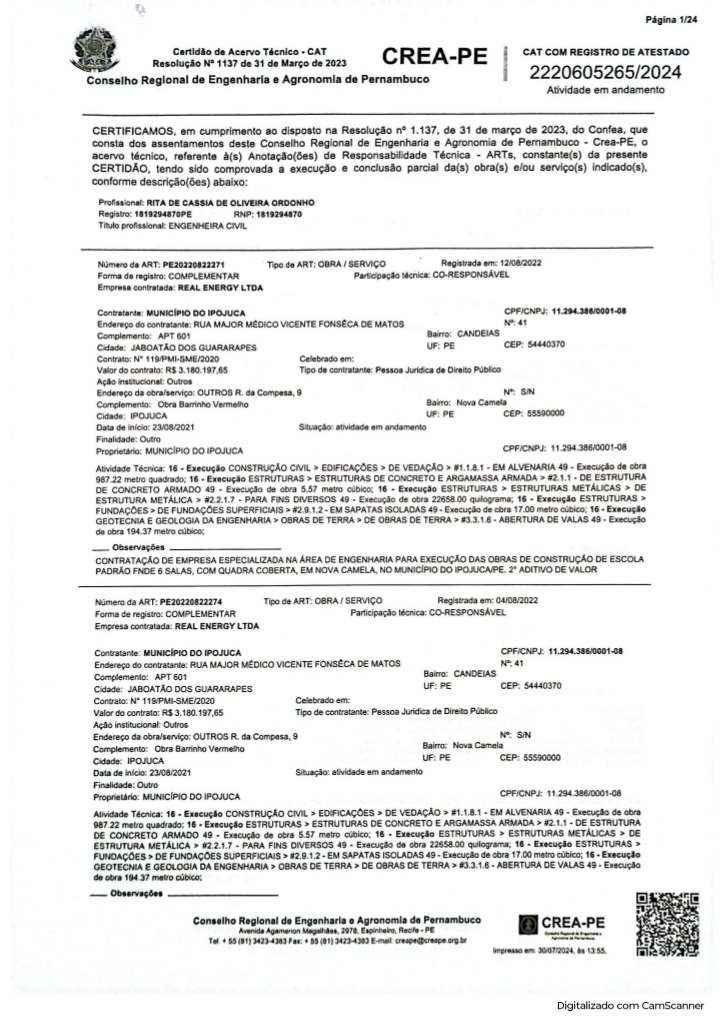 Página 1/24
Certidão de Acervo Técnico - CAT
Resolução Nº 1137 de 31 de Março de 2023
CREA-PE
CAT COM REGISTRO DE ATESTADO
2220605265/2024
Atividade em andamento
Conselho Regional de Engenharia e Agronomia de Pernambuco
CERTIFICAMOS, em cumprimento ao disposto na Resolução nº 1.137, de 31 de março de 2023, do Confea, que
consta dos assentamentos deste Conselho Regional de Engenharia e Agronomia de Pernambuco - Crea-PE, o
acervo técnico, referente à(s) Anotação(ões) de Responsabilidade Técnica - ARTs, constante(s) da presente
CERTIDÃO, tendo sido comprovada a execução e conclusão parcial da(s) obra(s) e/ou serviço(s) indicado(s),
conforme descrição(ões) abaixo:
Profissional: RITA DE CASSIA DE OLIVEIRA ORDONHO
Registro: 1819294870PE RNP: 1819294870
Título profissional: ENGENHEIRA CIVIL
Número da ART: PE20220822271 Tipo de ART: OBRA / SERVIÇO Registrada em: 12/08/2022
Forma de registro: COMPLEMENTAR Participação técnica: CO-RESPONSÁVEL
Empresa contratada: REAL ENERGY LTDA
Contratante: MUNICÍPIO DO IPOJUCA CPF/CNPJ: 11.294.386/0001-08
Endereço do contratante: RUA MAJOR MÉDICO VICENTE FONSÊCA DE MATOS Nº: 41
Complemento: APT 601 Bairro: CANDEIAS
Cidade: JABOATÃO DOS GUARARAPES UF: PE CEP: 54440370
Contrato: N° 119/PMI-SME/2020 Celebrado em:
Valor do contrato: R$ 3.180.197,65 Tipo de contratante: Pessoa Jurídica de Direito Público
Ação institucional: Outros
Endereço da obra/serviço: OUTROS R. da Compesa, 9 Nº: S/N
Complemento: Obra Barrinho Vermelho Bairro: Nova Camela
Cidade: IPOJUCA UF: PE CEP: 55590000
Data de início: 23/08/2021 Situação: atividade em andamento
Finalidade: Outro
Proprietário: MUNICÍPIO DO IPOJUCA CPF/CNPJ: 11.294.386/0001-08
Atividade Técnica: 16 - Execução CONSTRUÇÃO CIVIL > EDIFICAÇÕES > DE VEDAÇÃO > #1.1.8.1 - EM ALVENARIA 49 - Execução de obra
987.22 metro quadrado; 16 - Execução ESTRUTURAS > ESTRUTURAS DE CONCRETO E ARGAMASSA ARMADA > #2.1.1 - DE ESTRUTURA
DE CONCRETO ARMADO 49 - Execução de obra 5.57 metro cúbico; 16 - Execução ESTRUTURAS > ESTRUTURAS METÁLICAS > DE
ESTRUTURA METÁLICA > #2.2.1.7 - PARA FINS DIVERSOS 49 - Execução de obra 22658.00 quilograma; 16 - Execução ESTRUTURAS >
FUNDAÇÕES > DE FUNDAÇÕES SUPERFICIAIS > #2.9.1.2 - EM SAPATAS ISOLADAS 49 - Execução de obra 17.00 metro cúbico; 16 - Execução
GEOTECNIA E GEOLOGIA DA ENGENHARIA > OBRAS DE TERRA > DE OBRAS DE TERRA > #3.3.1.6 - ABERTURA DE VALAS 49 - Execução
de obra 194.37 metro cúbico;
Observações
CONTRATAÇÃO DE EMPRESA ESPECIALIZADA NA ÁREA DE ENGENHARIA PARA EXECUÇÃO DAS OBRAS DE CONSTRUÇÃO DE ESCOLA
PADRÃO FNDE 6 SALAS, COM QUADRA COBERTA, EM NOVA CAMELA, NO MUNICÍPIO DO IPOJUCA/PE. 2° ADITIVO DE VALOR
Número da ART: PE20220822274 Tipo de ART: OBRA / SERVIÇO Registrada em: 04/08/2022
Forma de registro: COMPLEMENTAR Participação técnica: CO-RESPONSÁVEL
Empresa contratada: REAL ENERGY LTDA
Contratante: MUNICÍPIO DO IPOJUCA CPF/CNPJ: 11.294.386/0001-08
Endereço do contratante: RUA MAJOR MÉDICO VICENTE FONSÊCA DE MATOS Nº: 41
Complemento: APT 601 Bairro: CANDEIAS
Cidade: JABOATÃO DOS GUARARAPES UF: PE CEP: 54440370
Contrato: N° 119/PMI-SME/2020 Celebrado em:
Valor do contrato: R$ 3.180.197,65 Tipo de contratante: Pessoa Jurídica de Direito Público
Ação institucional: Outros
Endereço da obra/serviço: OUTROS R. da Compesa, 9 Nº: S/N
Complemento: Obra Barrinho Vermelho Bairro: Nova Camela
Cidade: IPOJUCA UF: PE CEP: 55590000
Data de início: 23/08/2021 Situação: atividade em andamento
Finalidade: Outro
Proprietário: MUNICÍPIO DO IPOJUCA CPF/CNPJ: 11.294.386/0001-08
Atividade Técnica: 16 - Execução CONSTRUÇÃO CIVIL > EDIFICAÇÕES > DE VEDAÇÃO > #1.1.8.1 - EM ALVENARIA 49 - Execução de obra
987.22 metro quadrado; 16 - Execução ESTRUTURAS > ESTRUTURAS DE CONCRETO E ARGAMASSA ARMADA > #2.1.1 - DE ESTRUTURA
DE CONCRETO ARMADO 49 - Execução de obra 5.57 metro cúbico; 16 - Execução ESTRUTURAS > ESTRUTURAS METÁLICAS > DE
ESTRUTURA METÁLICA > #2.2.1.7 - PARA FINS DIVERSOS 49 - Execução de obra 22658.00 quilograma; 16 - Execução ESTRUTURAS >
FUNDAÇÕES > DE FUNDAÇÕES SUPERFICIAIS > #2.9.1.2 - EM SAPATAS ISOLADAS 49 - Execução de obra 17.00 metro cúbico; 16 - Execução
GEOTECNIA E GEOLOGIA DA ENGENHARIA > OBRAS DE TERRA > DE OBRAS DE TERRA > #3.3.1.6 - ABERTURA DE VALAS 49 - Execução
de obra 194.37 metro cúbico;
Observações
Conselho Regional de Engenharia e Agronomia de Pernambuco
Avenida Agamenon Magalhães, 2978, Espinheiro, Recife - PE
Tel. + 55 (81) 3423-4383 Fax: + 55 (81) 3423-4383 E-mail: creape@creape.org.br
CREA-PE
Conselho Regional de Engenharia e
Agronomia de Pernambuco
Impresso em: 30/07/2024, às 13:55.
Digitalizado com CamScanner